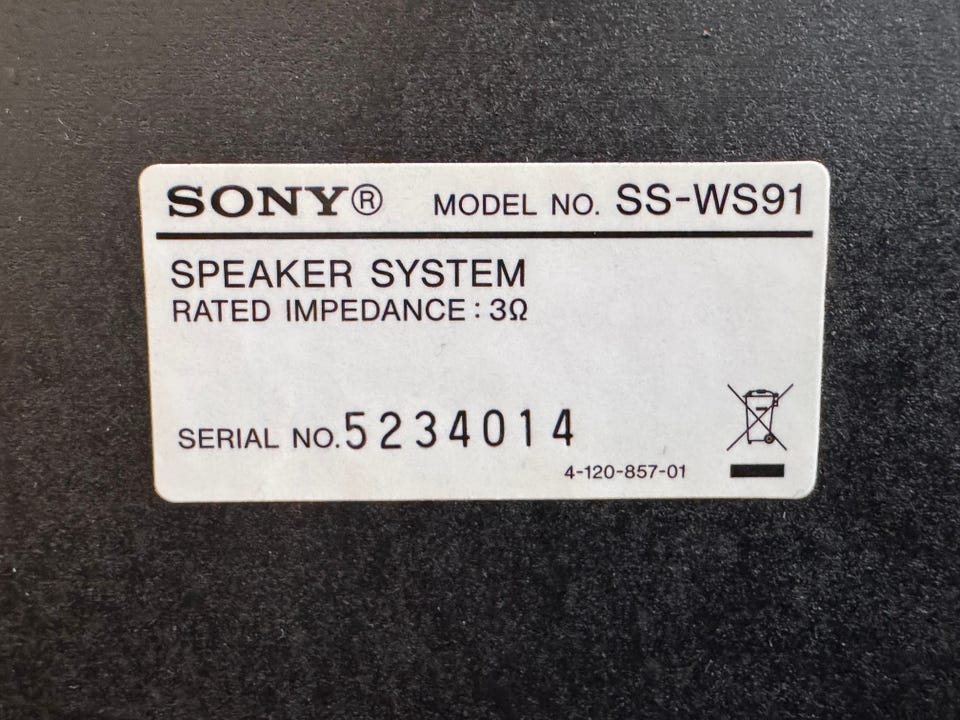 SONY® MODEL NO. SS-WS91
SPEAKER SYSTEM
RATED IMPEDANCE : 3Ω
SERIAL NO. 5234014
4-120-857-01